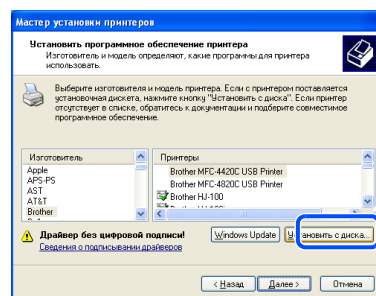 Мастер установки принтеров
Установить программное обеспечение принтера
Изготовитель и модель определяют, какие программы для принтера
использовать.
Выберите изготовителя и модель принтера. Если с принтером поставляется
установочная дискета, нажмите кнопку "Установить с диска". Если принтер
отсутствует в списке, обратитесь к документации и подберите совместимое
программное обеспечение.
Изготовитель
Apple
APS-PS
AST
AT&T
Brother
Принтеры
Brother MFC-4420C USB Printer
Brother MFC-4820C USB Printer
Brother HJ-100
Драйвер без цифровой подписи!
Сведения о подписывании драйверов
Windows Update
Установить с диска...
< Назад
Далее >
Отмена